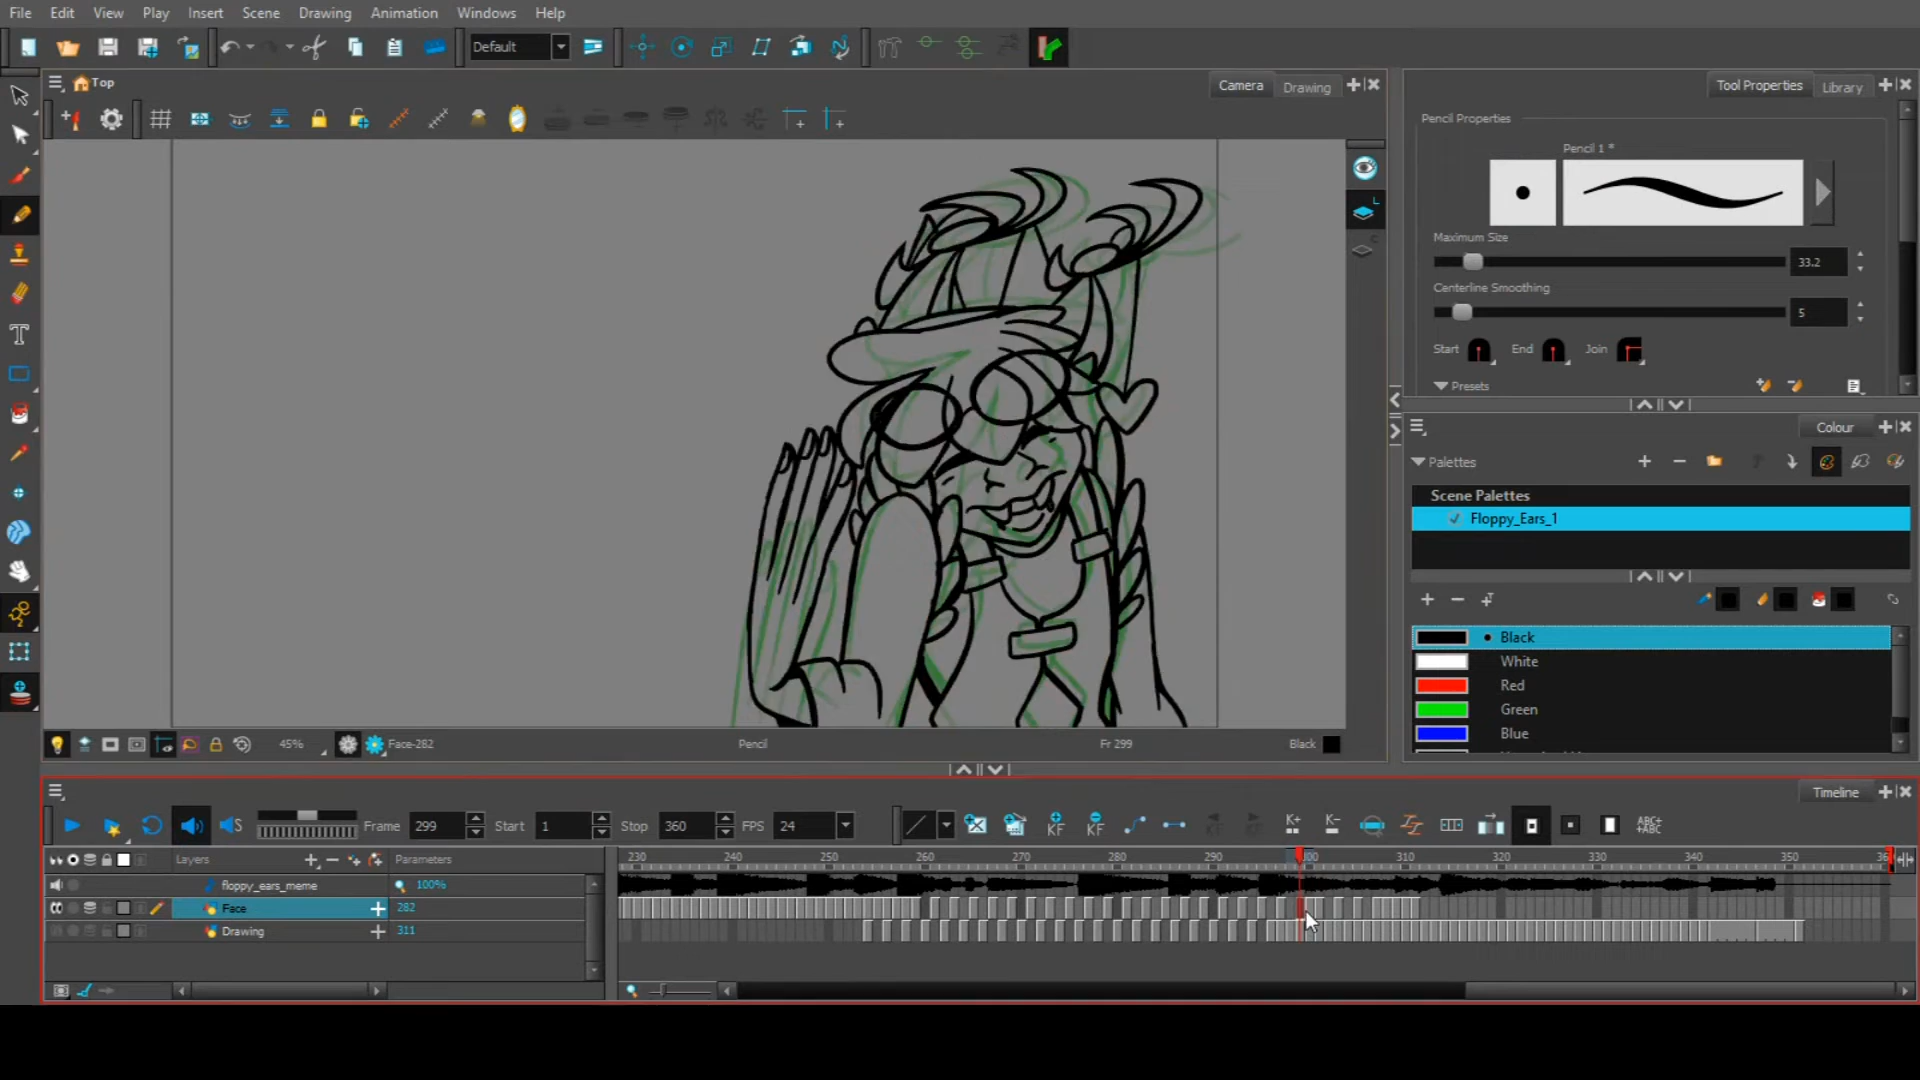 File Edit View Play Insert Scene Drawing Animation Windows Help
Default
Top
Camera Drawing
Tool Properties Library
Pencil Properties
Pencil 1 *
Maximum Size
33.2
Centerline Smoothing
5
Start End Join
Presets
Colour
Palettes
Scene Palettes
Floppy_Ears_1
Black
White
Red
Green
Blue
45% Face-282 Pencil Fr 299 Black
Timeline
Frame 299 Start 1 Stop 360 FPS 24
Layers Parameters
230 240 250 260 270 280 290 300 310 320 330 340 350
floppy_ears_meme 100%
Face 282
Drawing 311